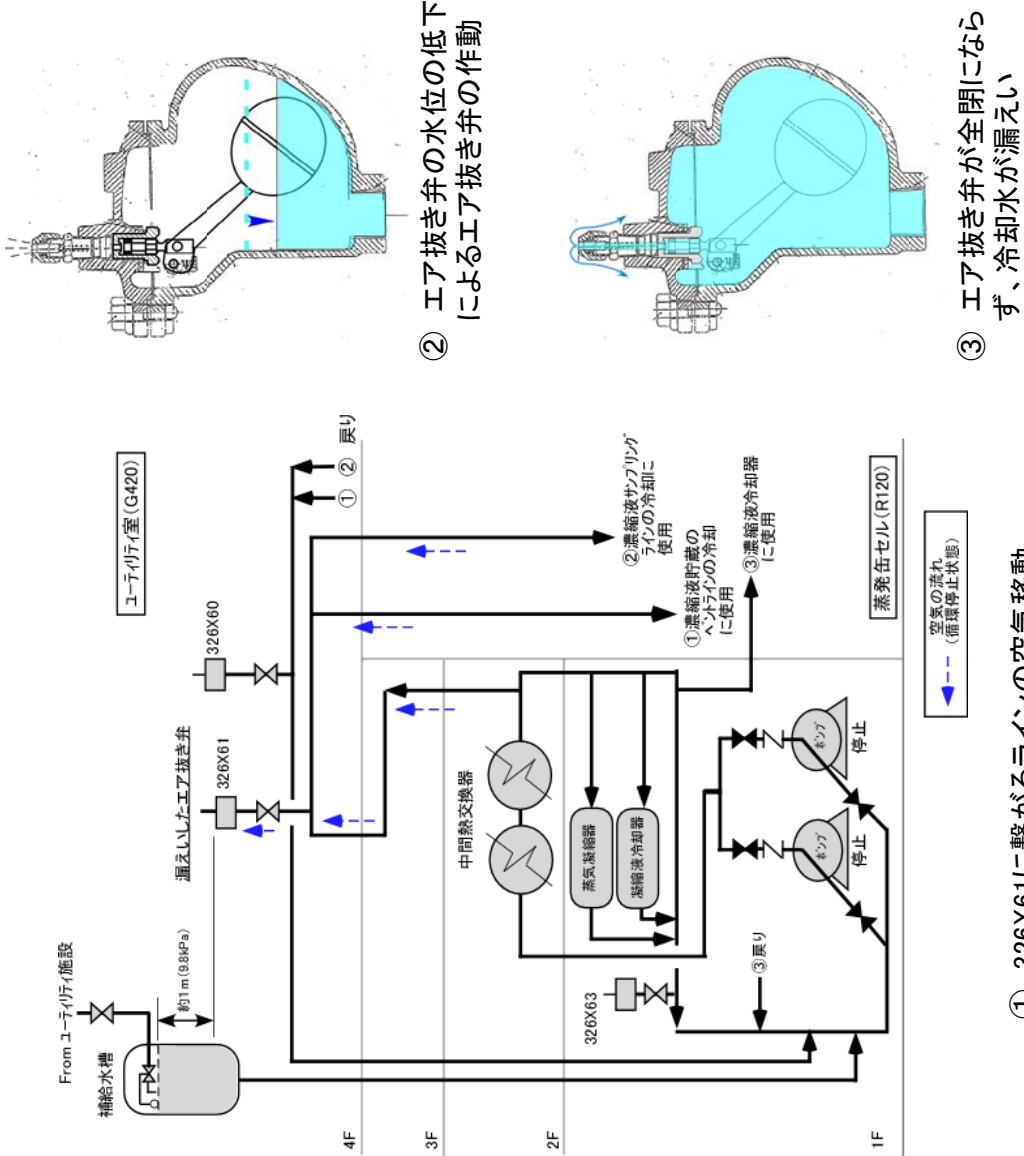 From ユーティリティ施設
補給水槽
約1m(9.8kPa)
漏えいしたエア抜き弁
326X61
326X60
ユーティリティ室(G420)
① ② 戻り
4F
3F
2F
1F
中間熱交換器
蒸気凝縮器
凝縮液冷却器
326X63
③戻り
ポンプ
停止
ポンプ
停止
①濃縮液貯蔵の
ベントラインの冷却
に使用
②濃縮液サンプリング
ラインの冷却に
使用
③濃縮液冷却器
に使用
蒸発缶セル(R120)
空気の流れ
(循環停止状態)
① 326X61に繋がるラインの空気移動
② エア抜き弁の水位の低下
によるエア抜き弁の作動
③ エア抜き弁が全閉になら
ず、冷却水が漏えい